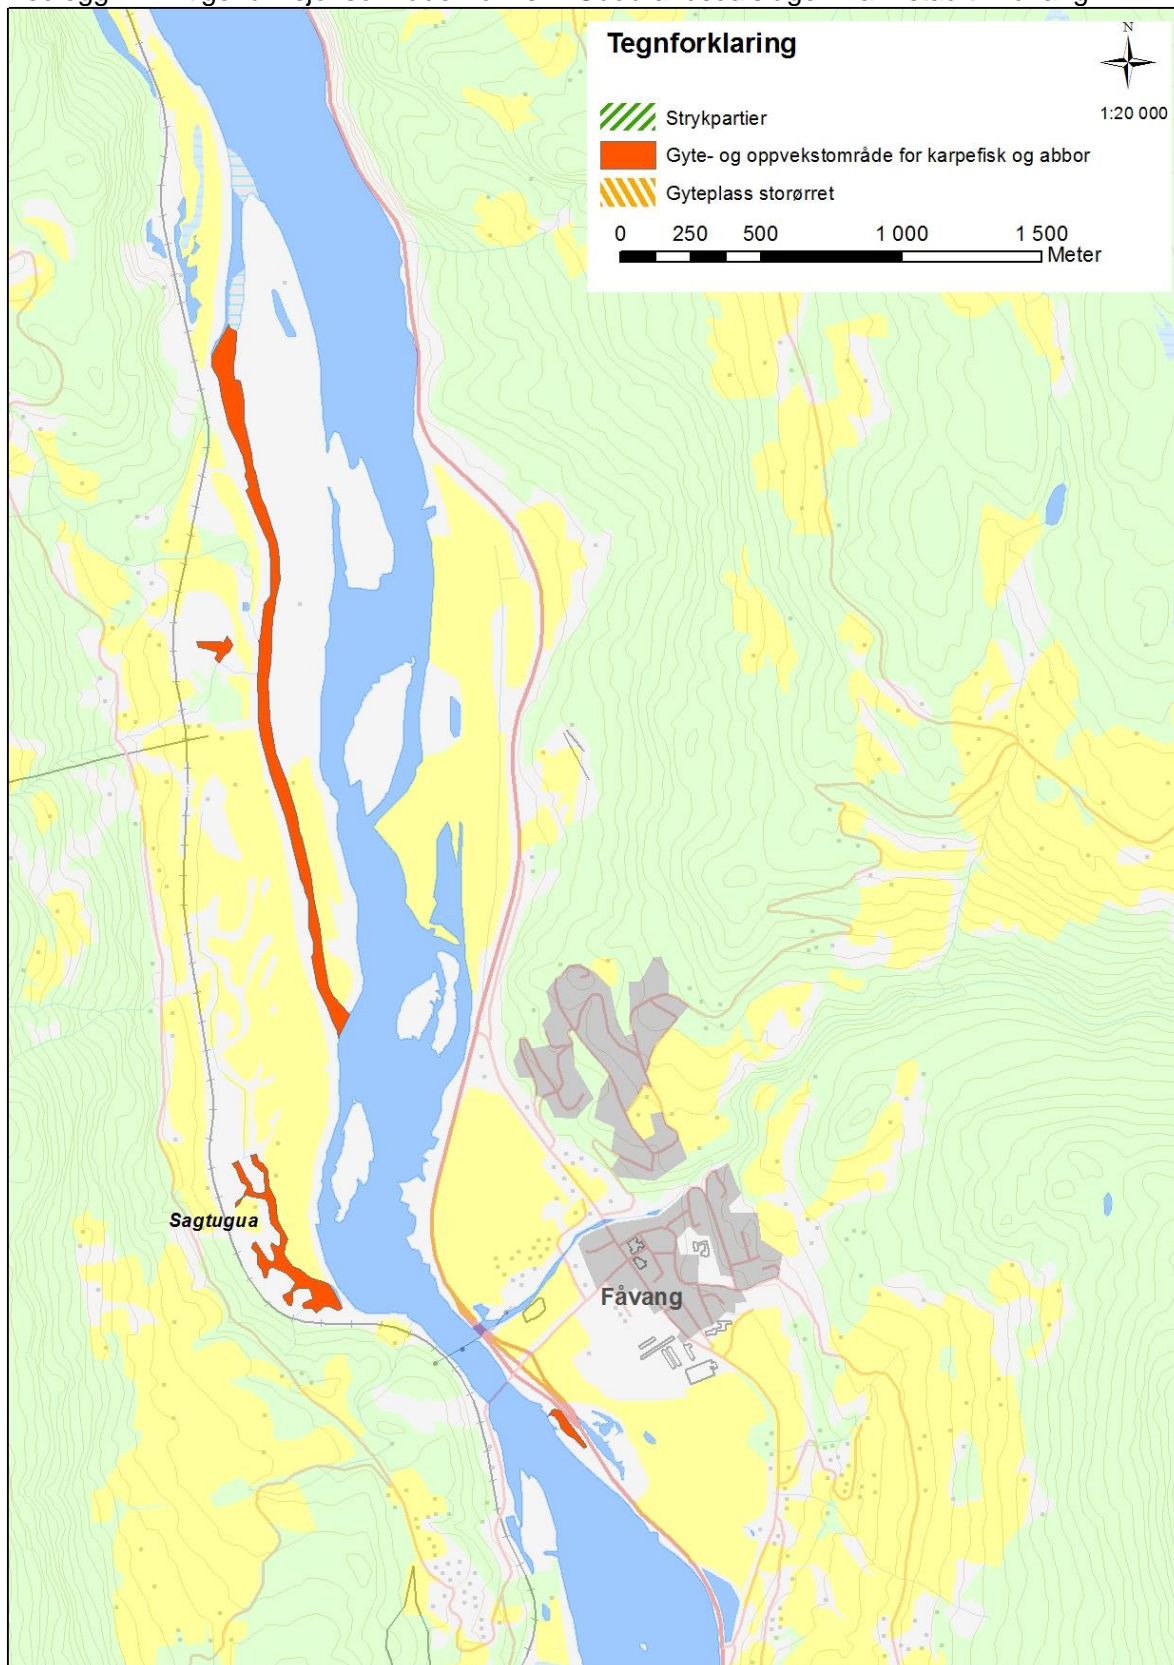 Tegnforklaring
N
1:20 000
Strykpartier
Gyte- og oppvekstområde for karpefisk og abbor
Gyteplass storørret
0 250 500 1 000 1 500
Meter
Sagtugua
Fåvang